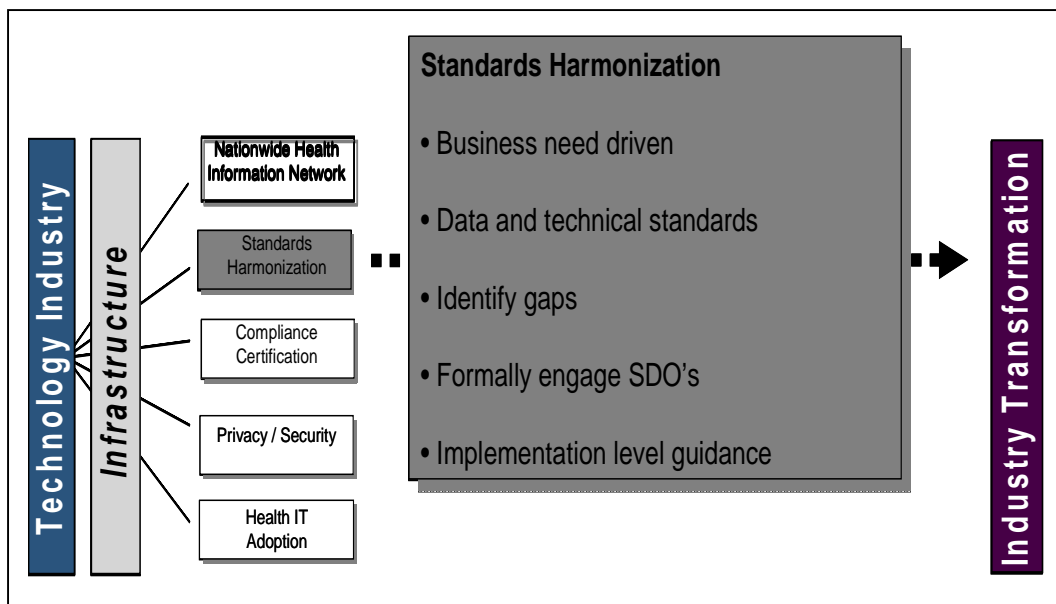 Technology Industry
Infrastructure
Nationwide Health
Information Network
Standards
Harmonization
Compliance
Certification
Privacy / Security
Health IT
Adoption
Standards Harmonization
• Business need driven
• Data and technical standards
• Identify gaps
• Formally engage SDO's
• Implementation level guidance
Industry Transformation